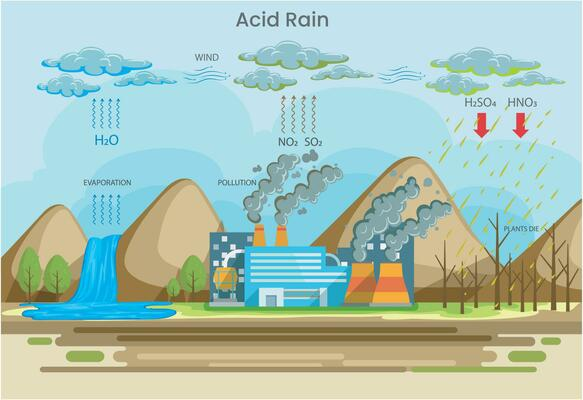 Acid Rain
WIND
H₂O
NO₂ SO₂
H₂SO₄ HNO₃
EVAPORATION
POLLUTION
PLANTS DIE